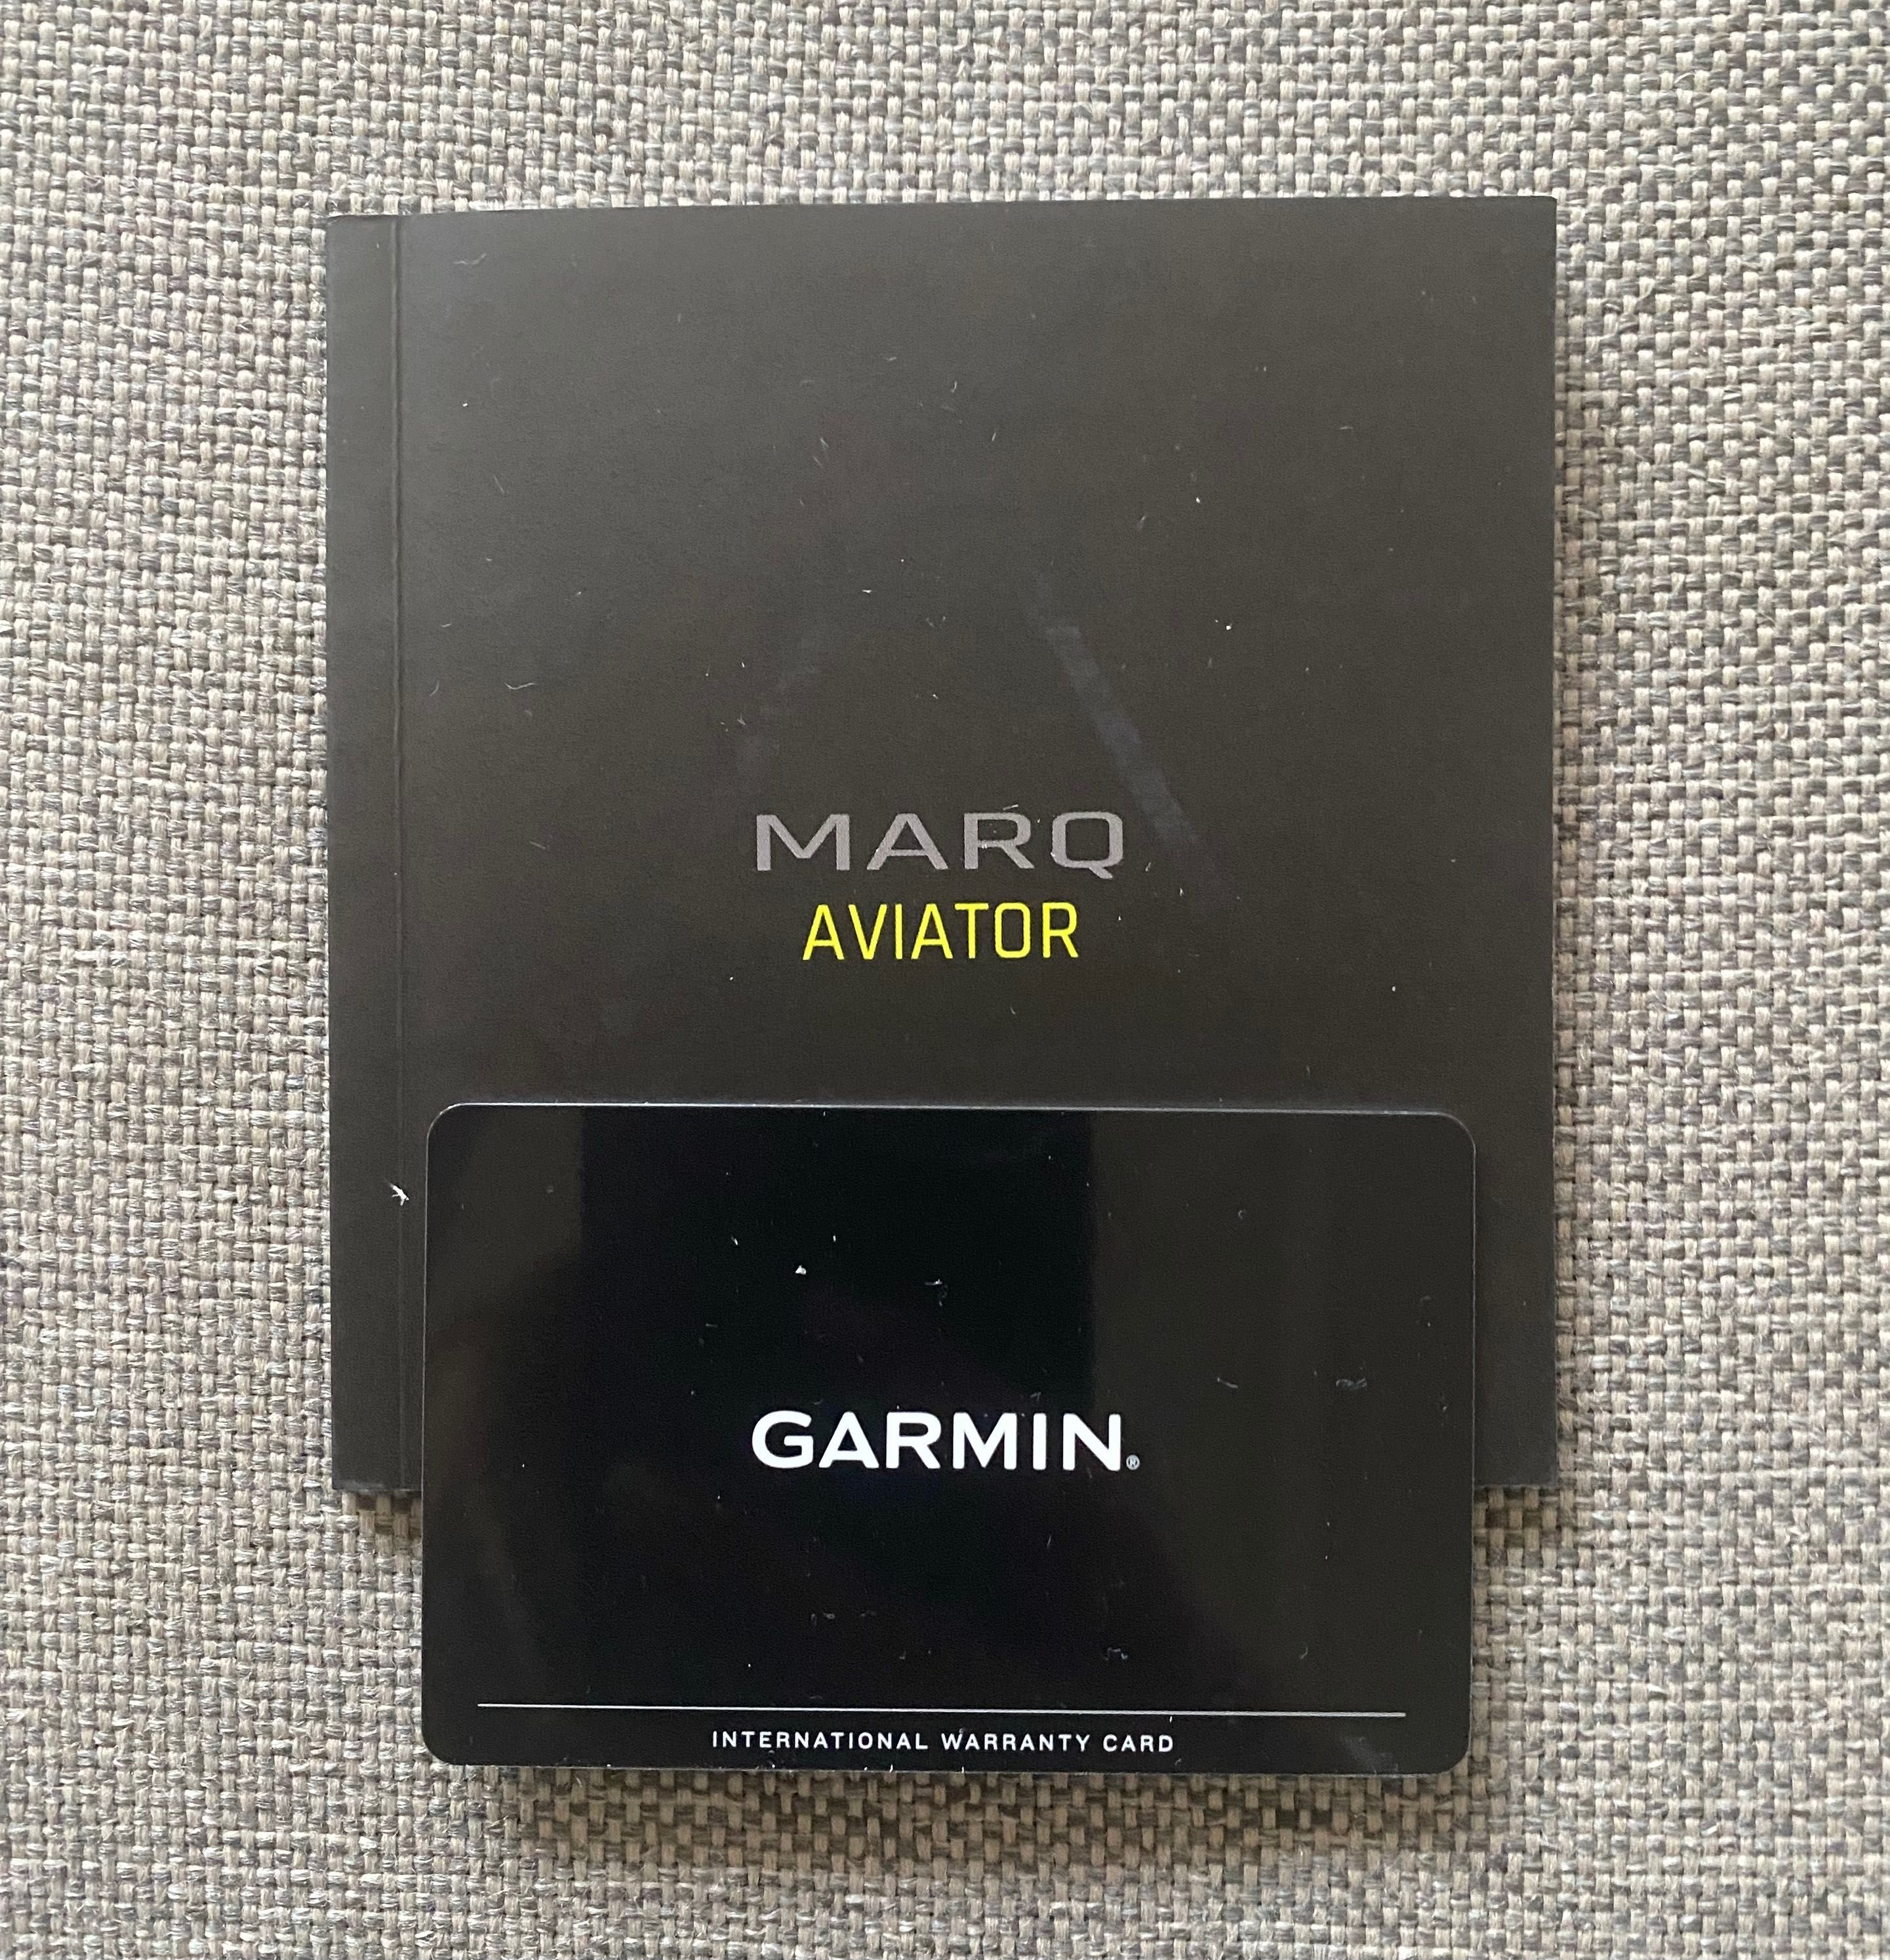 MARQ
AVIATOR
GARMIN®
INTERNATIONAL WARRANTY CARD